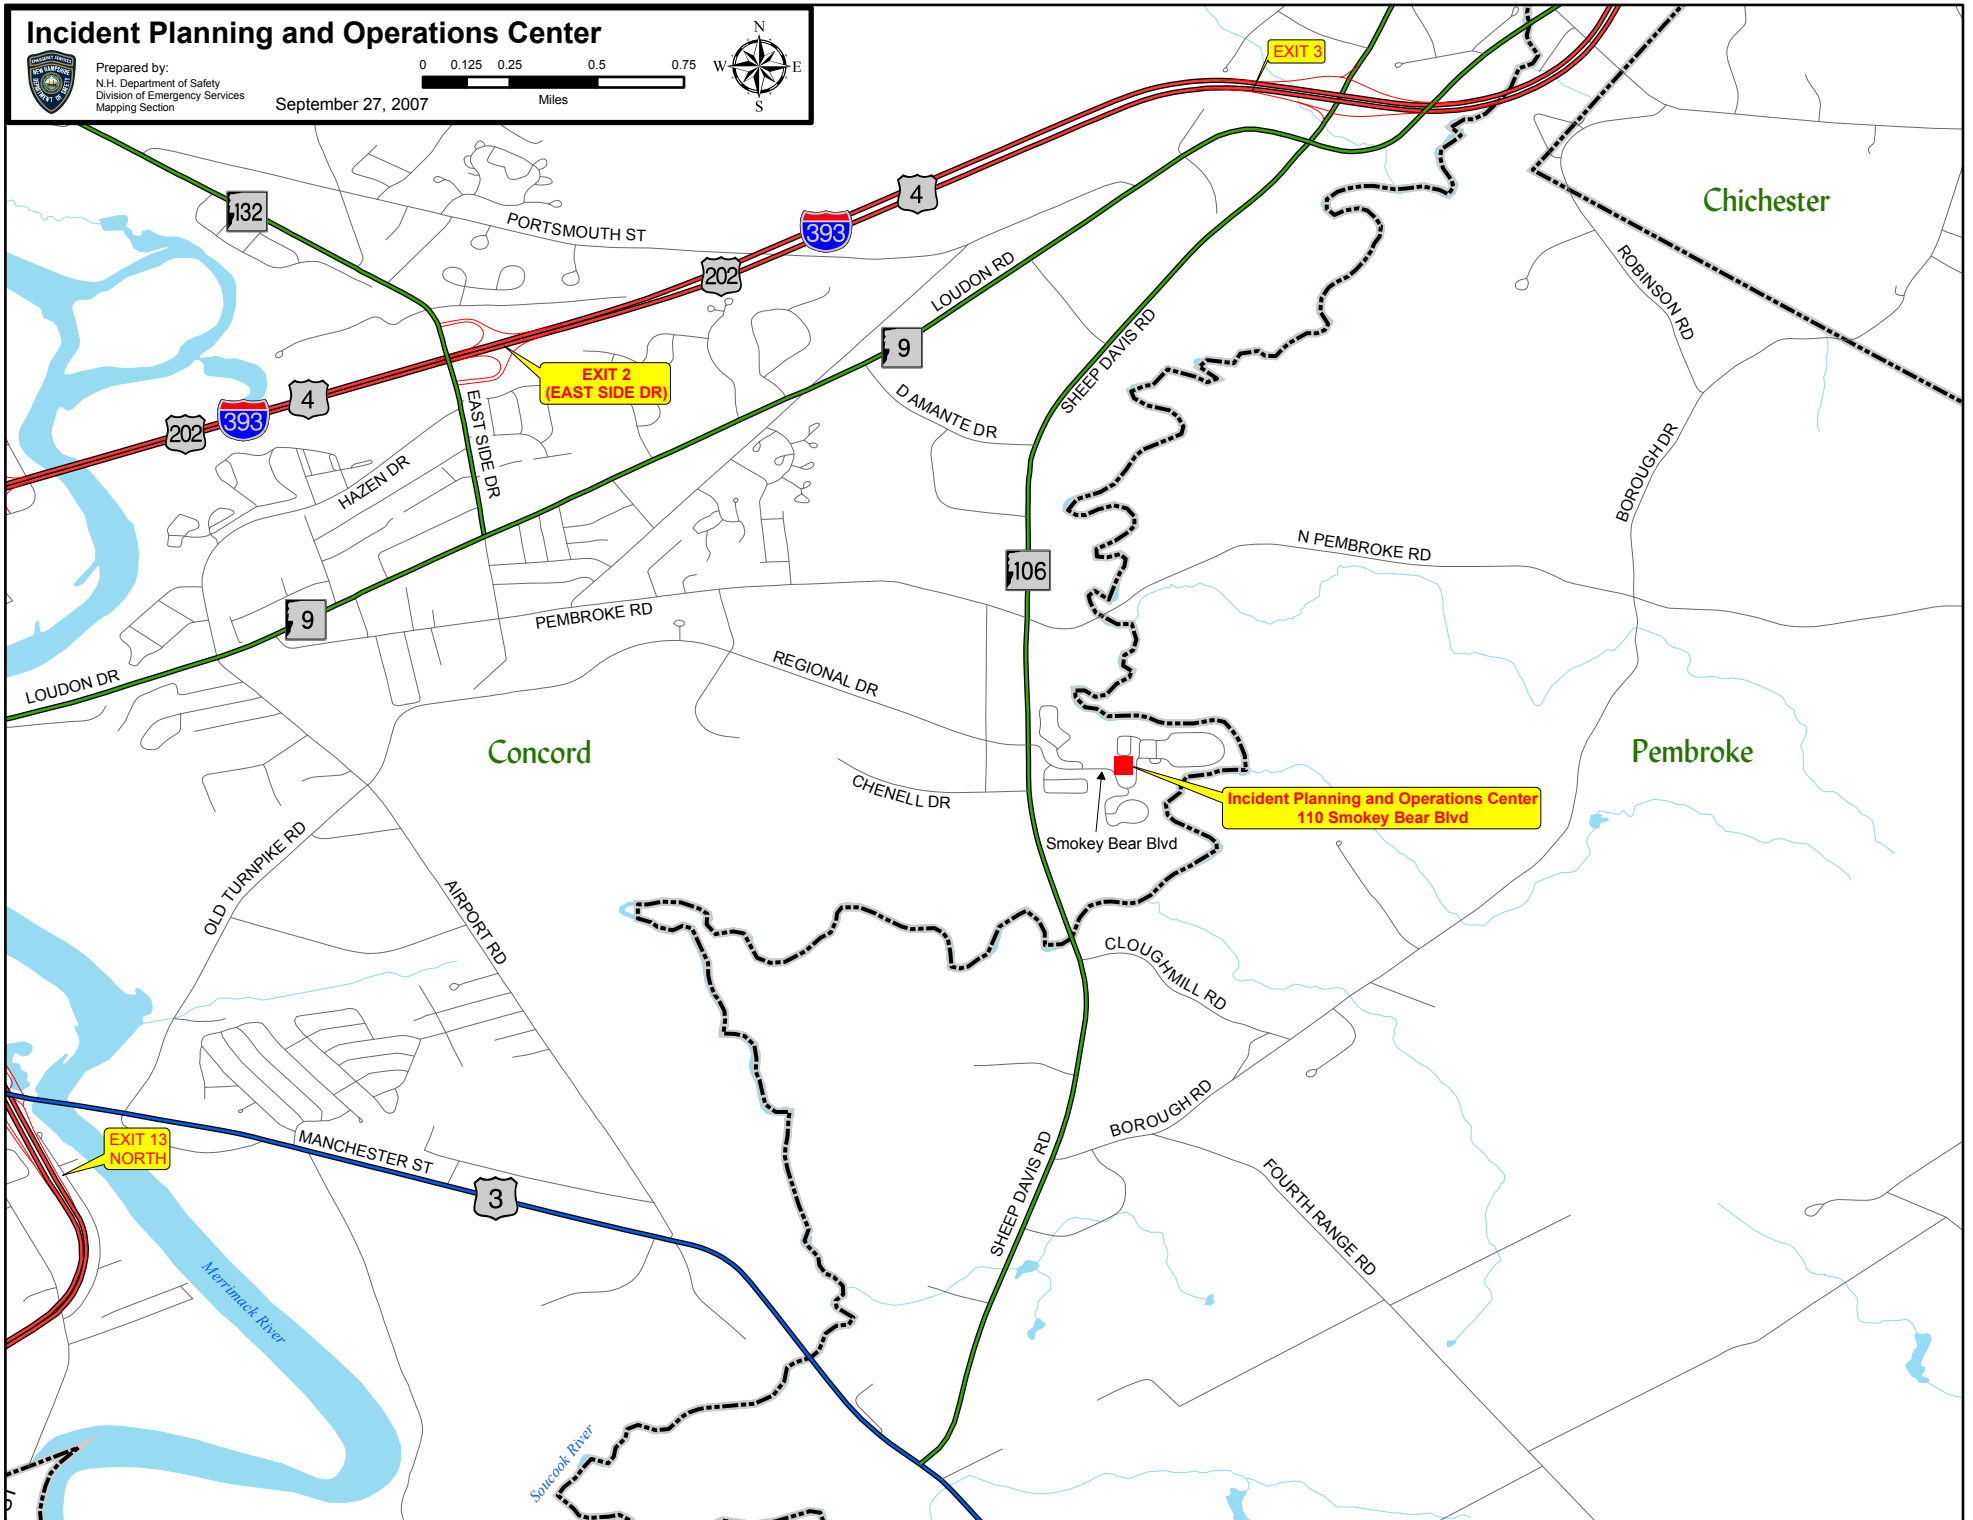 Incident Planning and Operations Center
Prepared by:
N.H. Department of Safety
Division of Emergency Services
Mapping Section
September 27, 2007
0 0.125 0.25 0.5 0.75
Miles
N
W E
S
EXIT 3
Chichester
132
PORTSMOUTH ST
4
393
202
LOUDON RD
ROBINSON RD
9
SHEEP DAVIS RD
EXIT 2
(EAST SIDE DR)
D AMANTE DR
4
393
202
EAST SIDE DR
HAZEN DR
BOROUGH DR
N PEMBROKE RD
106
9
PEMBROKE RD
REGIONAL DR
LOUDON DR
Concord
Pembroke
CHENELL DR
Incident Planning and Operations Center
110 Smokey Bear Blvd
Smokey Bear Blvd
OLD TURNPIKE RD
AIRPORT RD
CLOUGHMILL RD
BOROUGH RD
EXIT 13
NORTH
MANCHESTER ST
3
SHEEP DAVIS RD
FOURTH RANGE RD
Merrimack River
Soucook River